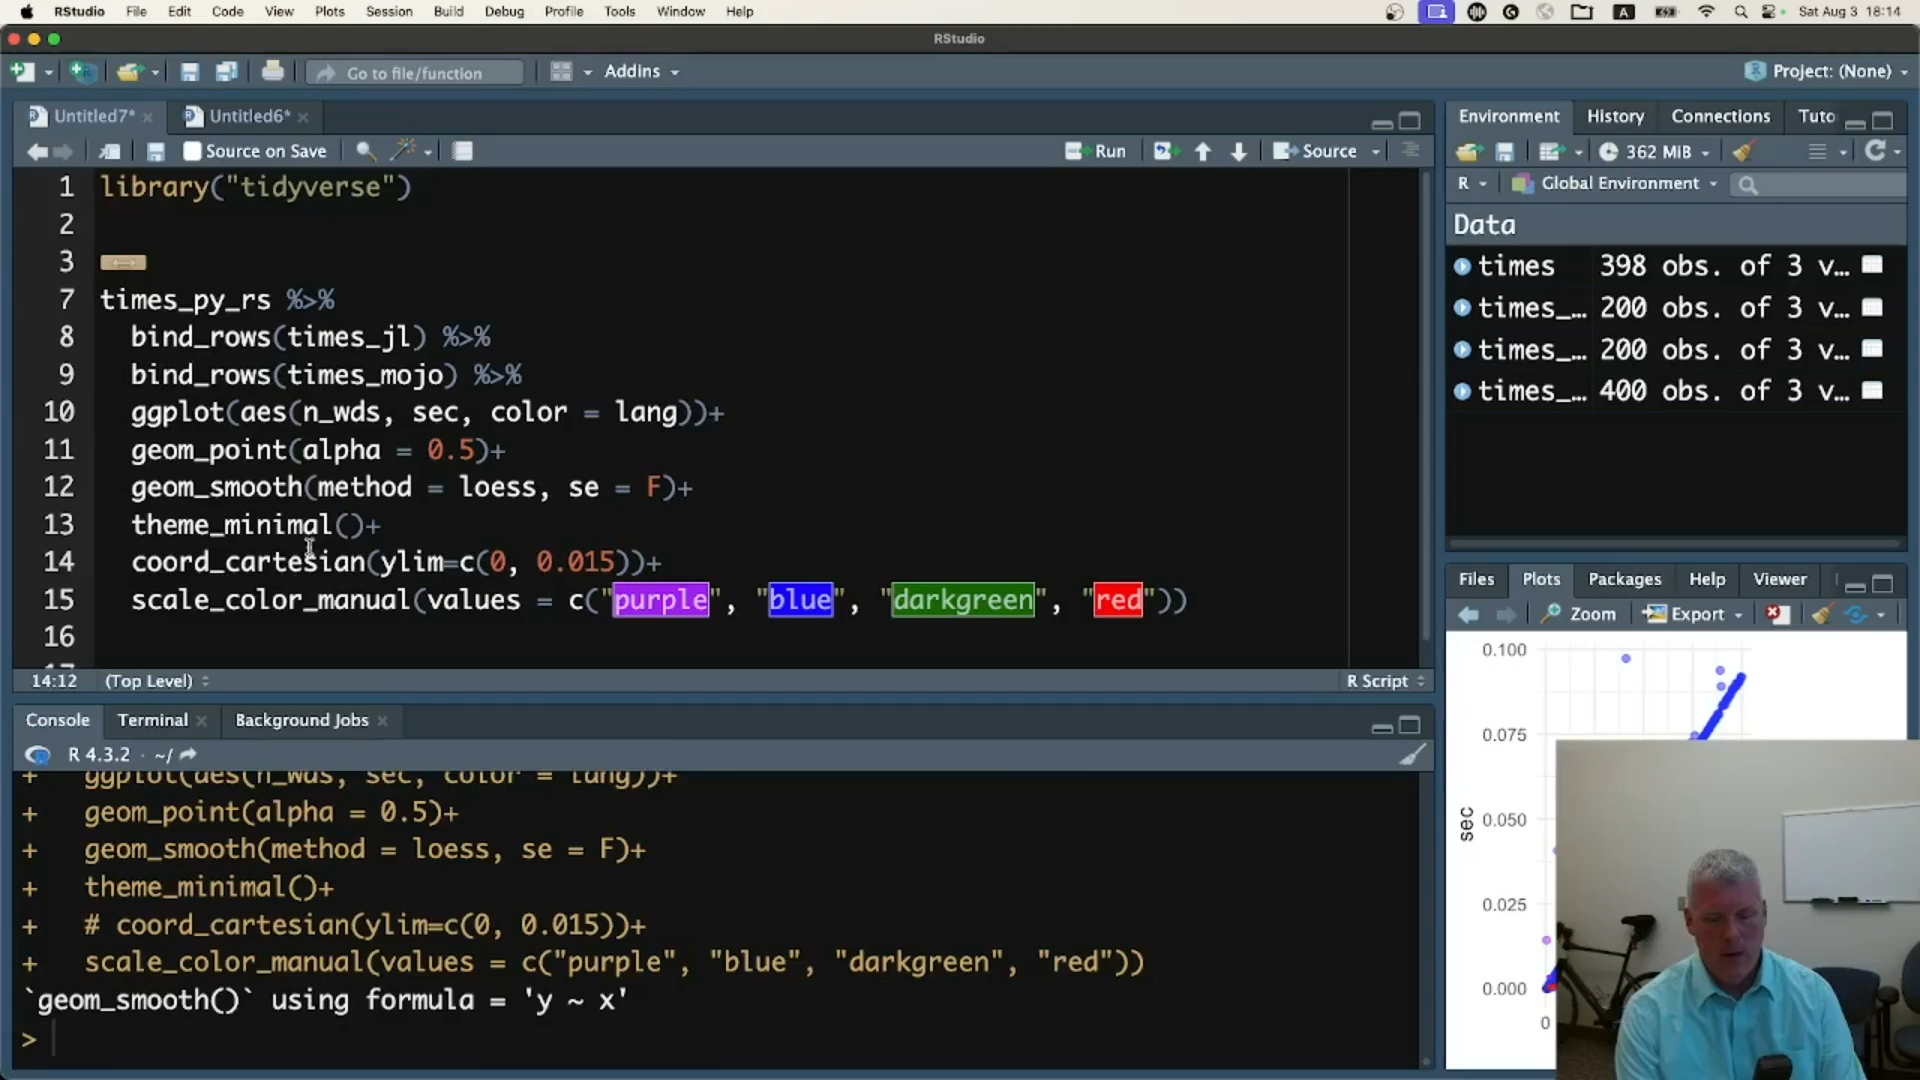 RStudio File Edit Code View Plots Session Build Debug Profile Tools Window Help A Sat Aug 3 18:14
RStudio
Go to file/function Addins Project: (None)
Untitled7* Untitled6*
Source on Save Run Source
1 library("tidyverse")
2
3
7 times_py_rs %>%
8 bind_rows(times_jl) %>%
9 bind_rows(times_mojo) %>%
10 ggplot(aes(n_wds, sec, color = lang))+
11 geom_point(alpha = 0.5)+
12 geom_smooth(method = loess, se = F)+
13 theme_minimal()+
14 coord_cartesian(ylim=c(0, 0.015))+
15 scale_color_manual(values = c("purple", "blue", "darkgreen", "red"))
16
14:12 (Top Level) R Script
Console Terminal Background Jobs
R 4.3.2 · ~/
+ ggplot(aes(n_wds, sec, color = lang))+
+ geom_point(alpha = 0.5)+
+ geom_smooth(method = loess, se = F)+
+ theme_minimal()+
+ # coord_cartesian(ylim=c(0, 0.015))+
+ scale_color_manual(values = c("purple", "blue", "darkgreen", "red"))
`geom_smooth()` using formula = 'y ~ x'
>
Environment History Connections Tuto
362 MiB
R Global Environment
Data
times 398 obs. of 3 v…
times_… 200 obs. of 3 v…
times_… 200 obs. of 3 v…
times_… 400 obs. of 3 v…
Files Plots Packages Help Viewer
Zoom Export
0.100
0.075
0.050
0.025
0.000
sec
0